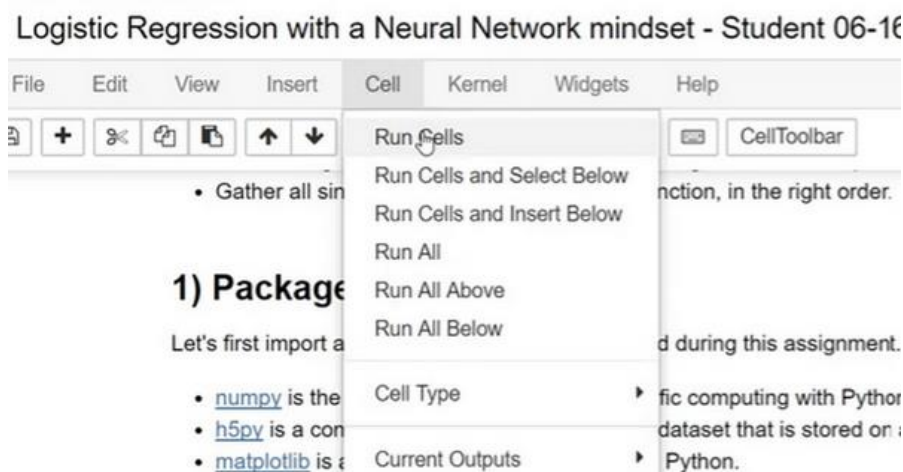 Logistic Regression with a Neural Network mindset - Student 06-16
File Edit View Insert Cell Kernel Widgets Help
CellToolbar
Run Cells
Run Cells and Select Below
Run Cells and Insert Below
Run All
Run All Above
Run All Below
Cell Type
Current Outputs
• Gather all sin nction, in the right order.
1) Package
Let's first import a d during this assignment.
• numpy is the fic computing with Python
• h5py is a con dataset that is stored on a
• matplotlib is a Python.